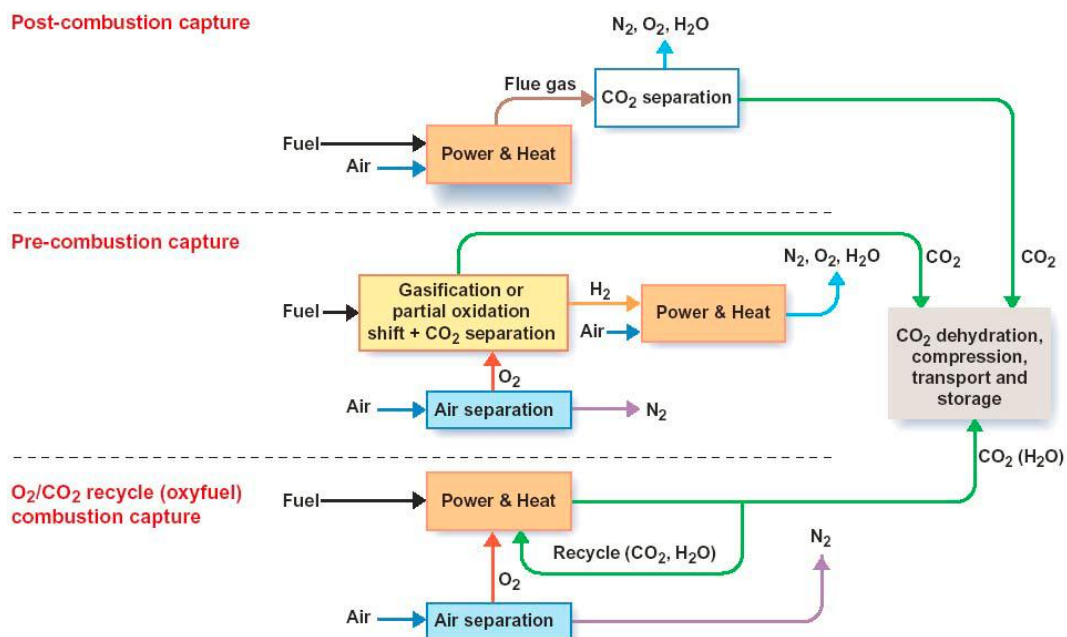 Post-combustion capture
N₂, O₂, H₂O
Flue gas
CO₂ separation
Fuel
Air
Power & Heat
Pre-combustion capture
N₂, O₂, H₂O
CO₂
CO₂
Fuel
Gasification or
partial oxidation
shift + CO₂ separation
H₂
Air
Power & Heat
CO₂ dehydration,
compression,
transport and
storage
O₂
Air
Air separation
N₂
CO₂ (H₂O)
O₂/CO₂ recycle (oxyfuel)
combustion capture
Fuel
Power & Heat
Recycle (CO₂, H₂O)
N₂
O₂
Air
Air separation